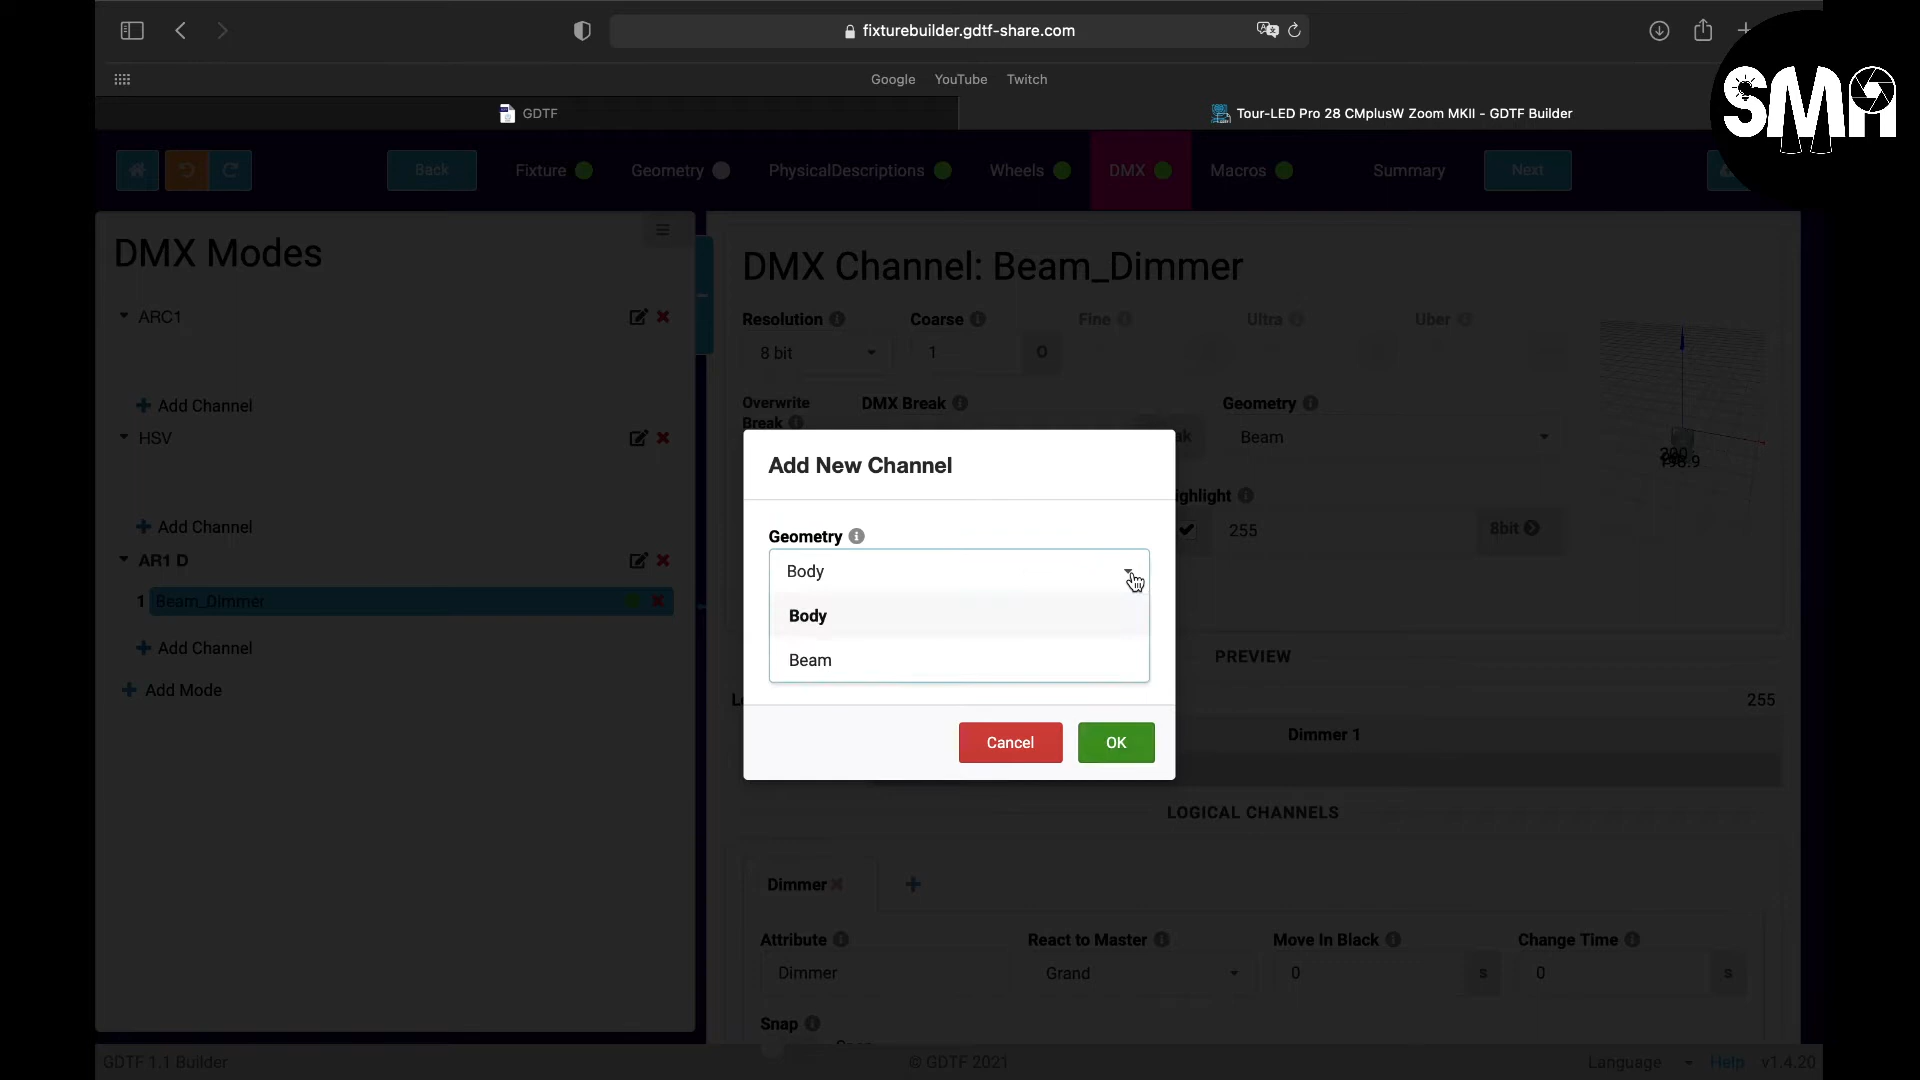 fixturebuilder.gdtf-share.com
Google YouTube Twitch
GDTF
Tour-LED Pro 28 CMplusW Zoom MKII - GDTF Builder
SMH
Back Fixture Geometry PhysicalDescriptions Wheels DMX Macros Summary Next
DMX Modes
ARC1
+ Add Channel
HSV
+ Add Channel
AR1 D
1 Beam_Dimmer
+ Add Channel
+ Add Mode
DMX Channel: Beam_Dimmer
Resolution Coarse Fine Ultra Uber
8 bit 1
Overwrite Break DMX Break Geometry
Beam
198.9
ighlight
255 8bit
Add New Channel
Geometry
Body
Body
Beam
Cancel OK
PREVIEW
255
Dimmer 1
LOGICAL CHANNELS
Dimmer +
Attribute React to Master Move In Black Change Time
Dimmer Grand 0 s 0 s
Snap
GDTF 1.1 Builder © GDTF 2021 Language Help v1.4.20